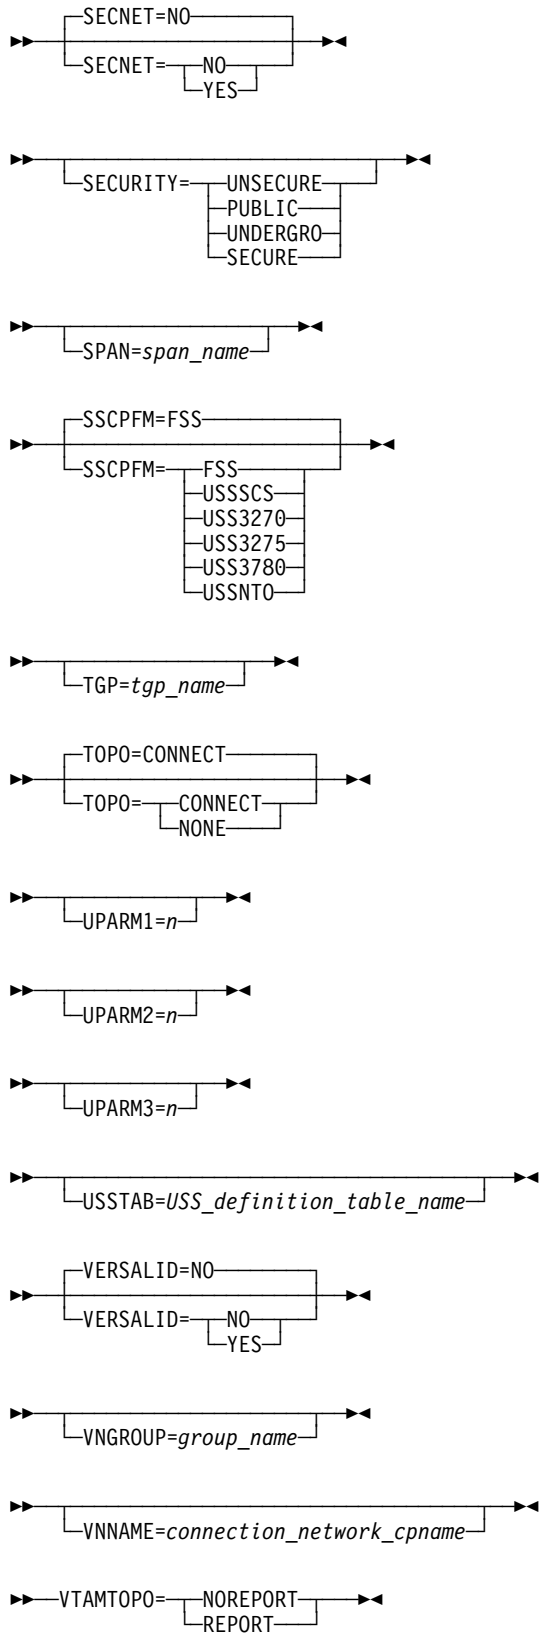 SECNET=NO
SECNET= NO
YES
SECURITY= UNSECURE
PUBLIC
UNDERGRO
SECURE
SPAN=span_name
SSCPFM=FSS
SSCPFM= FSS
USSSCS
USS3270
USS3275
USS3780
USSNTO
TGP=tgp_name
TOPO=CONNECT
TOPO= CONNECT
NONE
UPARM1=n
UPARM2=n
UPARM3=n
USSTAB=USS_definition_table_name
VERSALID=NO
VERSALID= NO
YES
VNGROUP=group_name
VNNAME=connection_network_cpname
VTAMTOPO= NOREPORT
REPORT